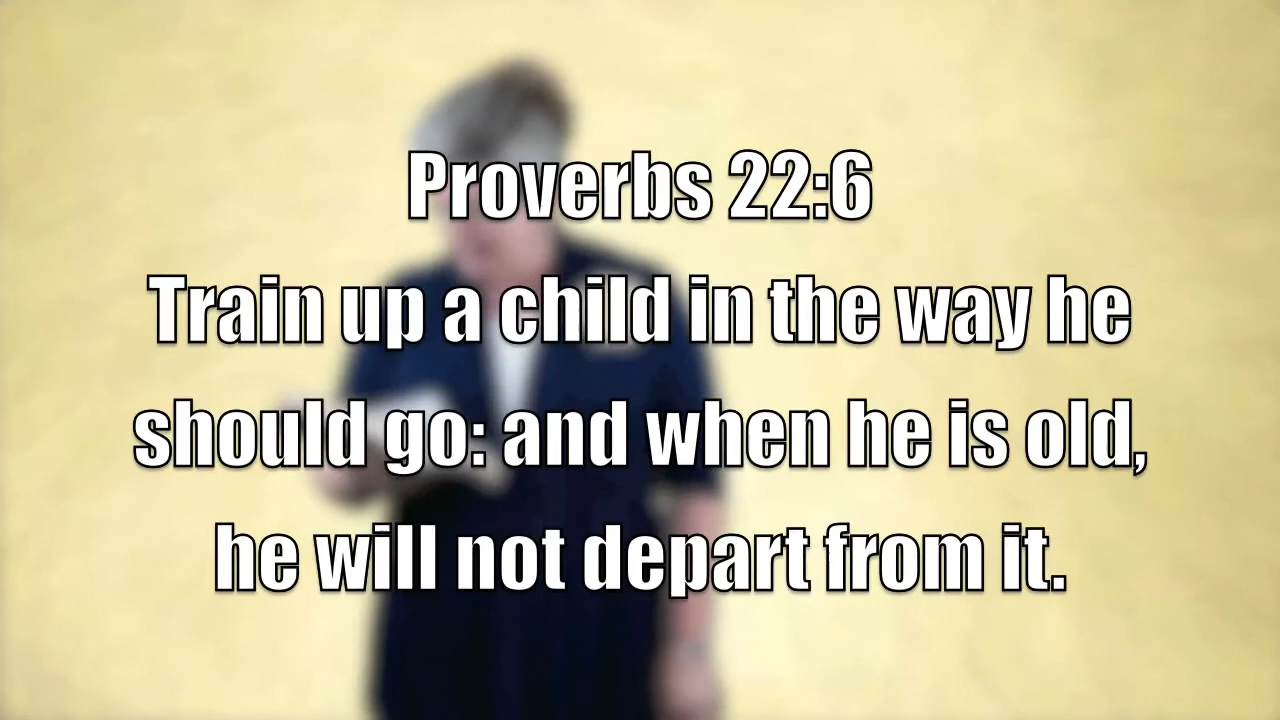 Proverbs 22:6
Train up a child in the way he
should go: and when he is old,
he will not depart from it.